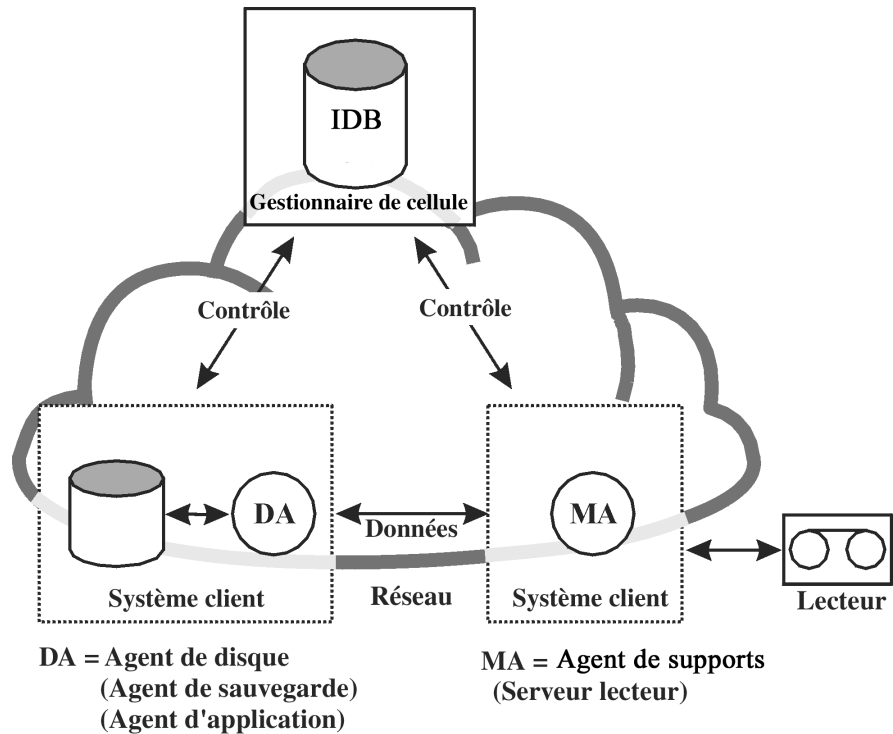 IDB
Gestionnaire de cellule
Contrôle
Contrôle
DA
Données
MA
Système client
Réseau
Système client
Lecteur
DA = Agent de disque
(Agent de sauvegarde)
(Agent d'application)
MA = Agent de supports
(Serveur lecteur)